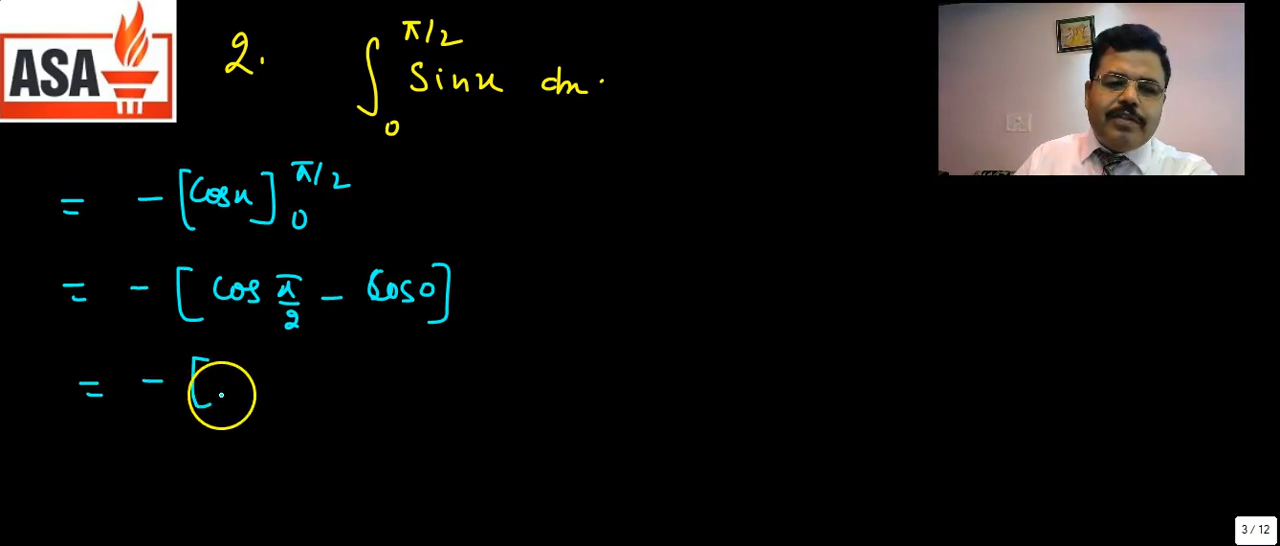 ASA
2. ∫₀^π/2 Sinx dx.
= - [Cosx]₀^π/2
= - [Cos π/2 - Cos0]
= - [
3 / 12